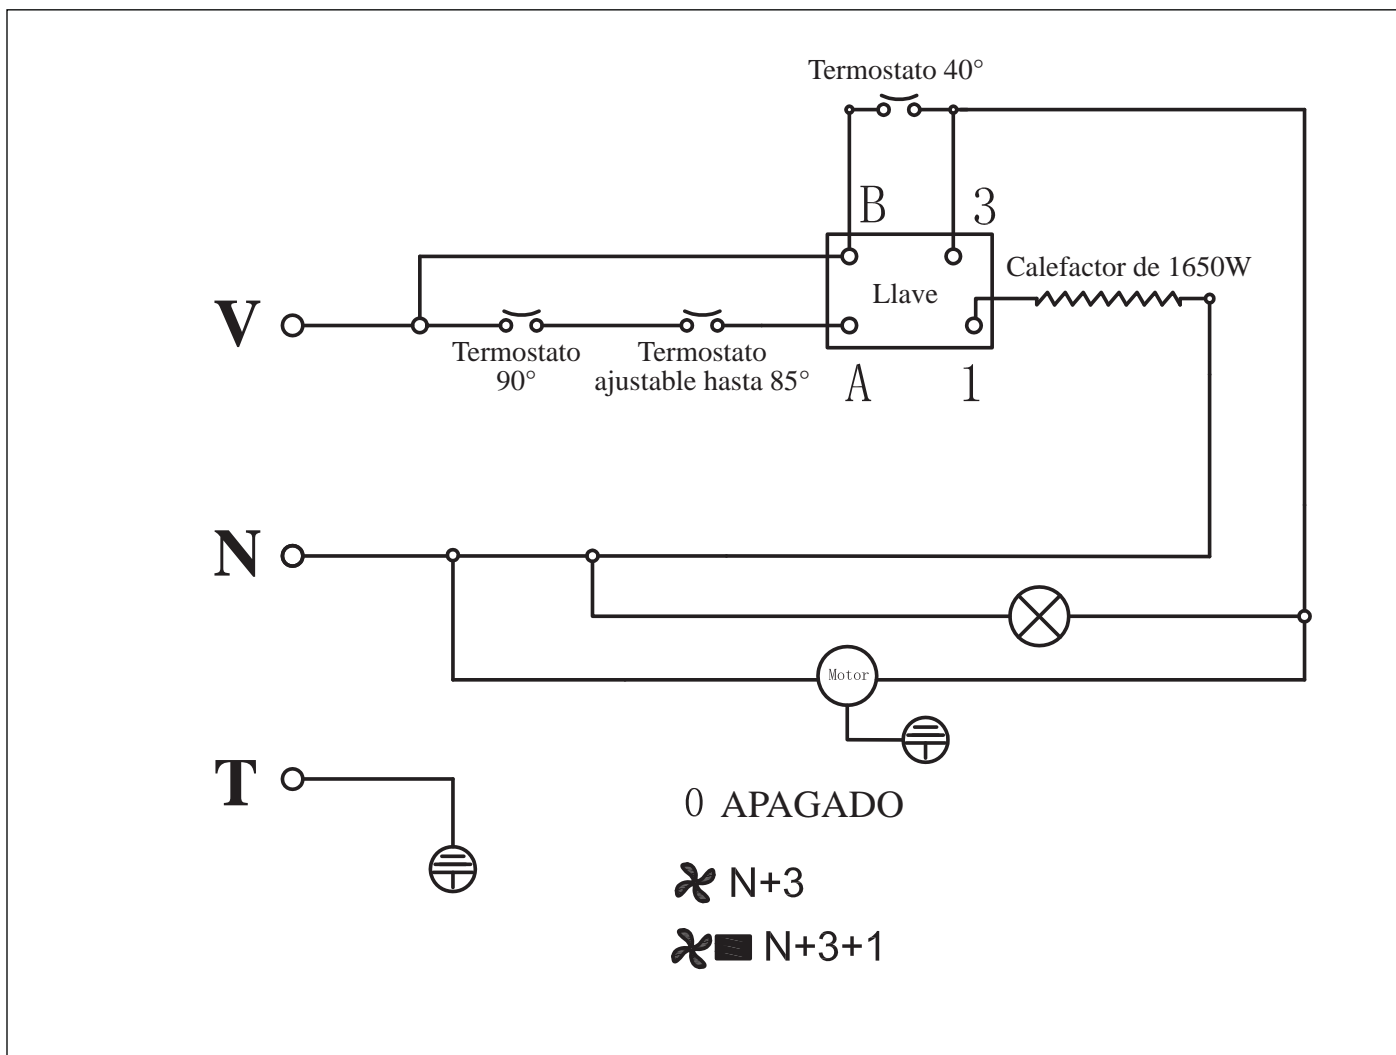 Termostato 40°
B 3
Calefactor de 1650W
Llave
V
Termostato
90°
Termostato
ajustable hasta 85°
A 1
N
Motor
T
0 APAGADO
N+3
N+3+1